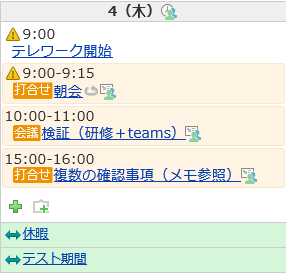 4（木）
9:00
テレワーク開始
9:00-9:15
打合せ 朝会
10:00-11:00
会議 検証（研修＋teams）
15:00-16:00
打合せ 複数の確認事項（メモ参照）
休暇
テスト期間